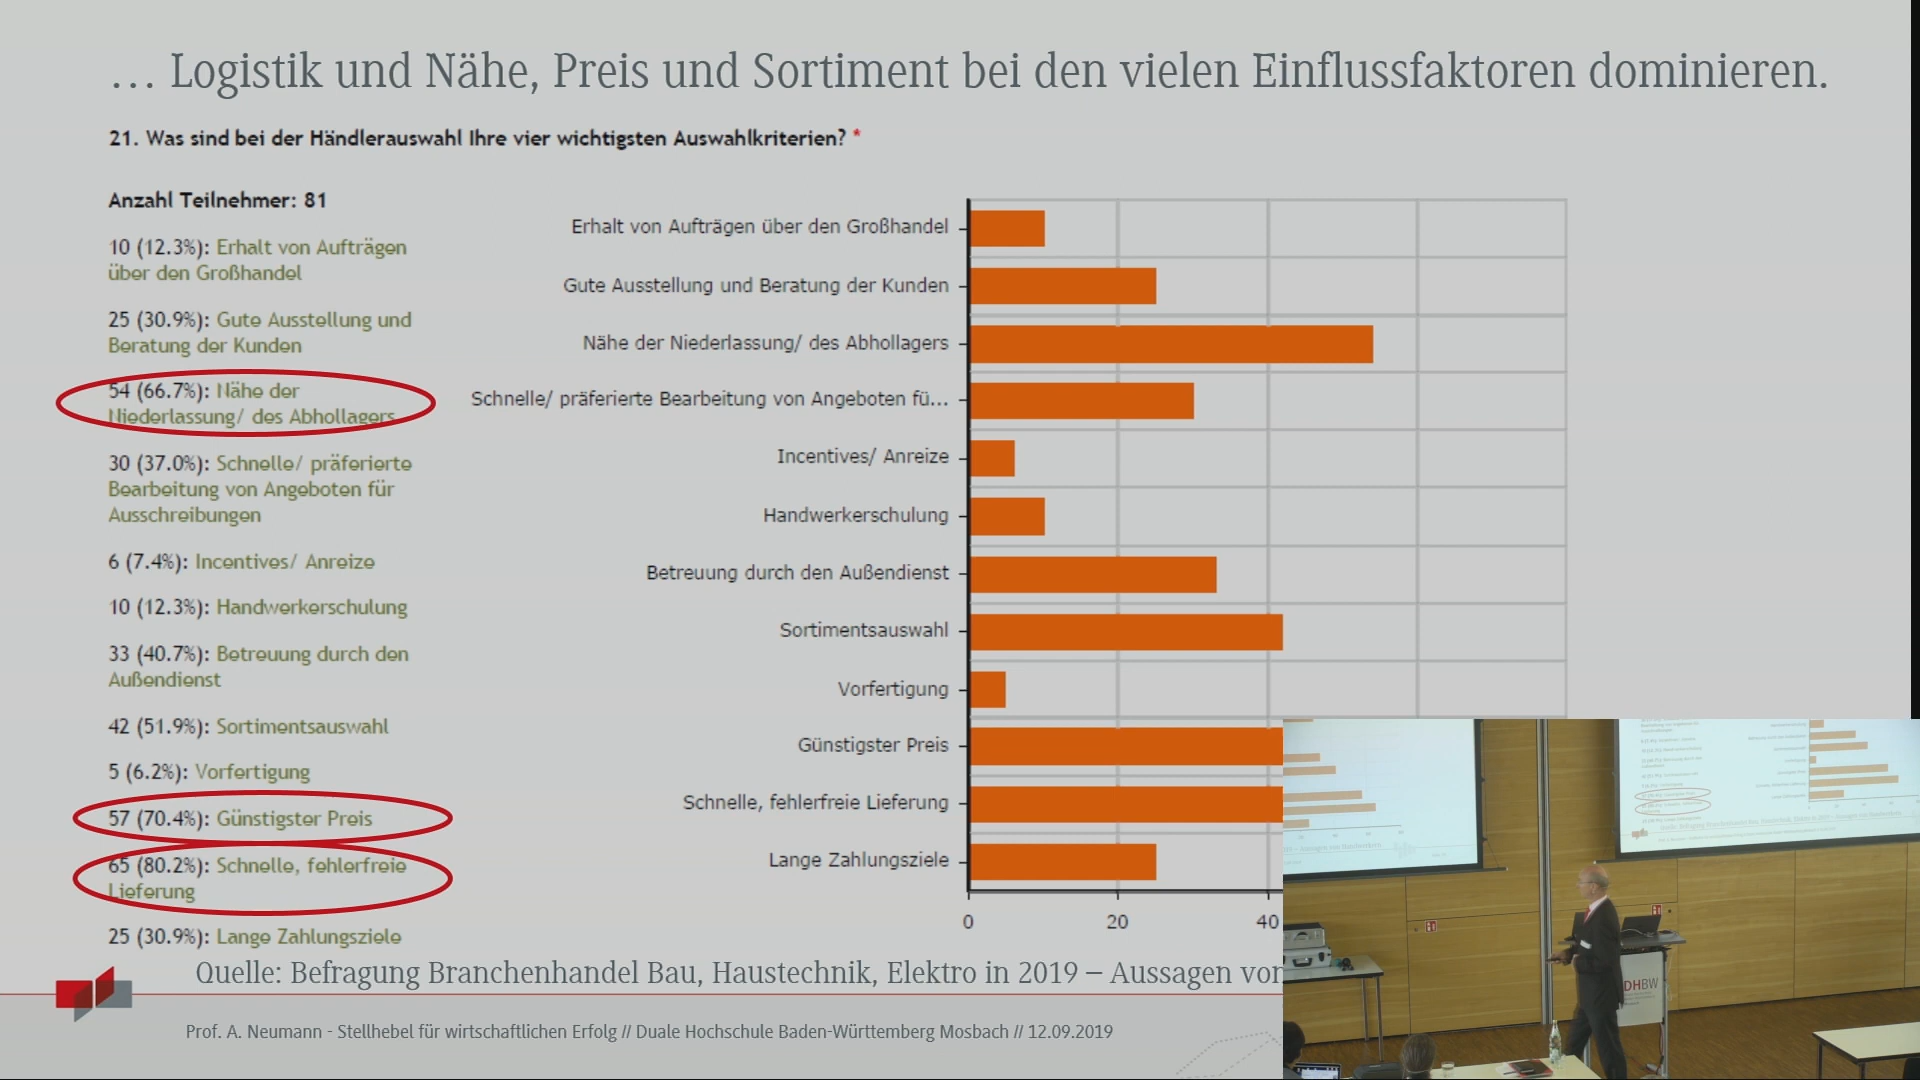 … Logistik und Nähe, Preis und Sortiment bei den vielen Einflussfaktoren dominieren.
21. Was sind bei der Händlerauswahl Ihre vier wichtigsten Auswahlkriterien? *
Anzahl Teilnehmer: 81
10 (12.3%): Erhalt von Aufträgen
über den Großhandel
25 (30.9%): Gute Ausstellung und
Beratung der Kunden
54 (66.7%): Nähe der
Niederlassung/ des Abhollagers
30 (37.0%): Schnelle/ präferierte
Bearbeitung von Angeboten für
Ausschreibungen
6 (7.4%): Incentives/ Anreize
10 (12.3%): Handwerkerschulung
33 (40.7%): Betreuung durch den
Außendienst
42 (51.9%): Sortimentsauswahl
5 (6.2%): Vorfertigung
57 (70.4%): Günstigster Preis
65 (80.2%): Schnelle, fehlerfreie
Lieferung
25 (30.9%): Lange Zahlungsziele
Erhalt von Aufträgen über den Großhandel
Gute Ausstellung und Beratung der Kunden
Nähe der Niederlassung/ des Abhollagers
Schnelle/ präferierte Bearbeitung von Angeboten fü...
Incentives/ Anreize
Handwerkerschulung
Betreuung durch den Außendienst
Sortimentsauswahl
Vorfertigung
Günstigster Preis
Schnelle, fehlerfreie Lieferung
Lange Zahlungsziele
0 20 40
Quelle: Befragung Branchenhandel Bau, Haustechnik, Elektro in 2019 – Aussagen von
Prof. A. Neumann - Stellhebel für wirtschaftlichen Erfolg // Duale Hochschule Baden-Württemberg Mosbach // 12.09.2019
DHBW